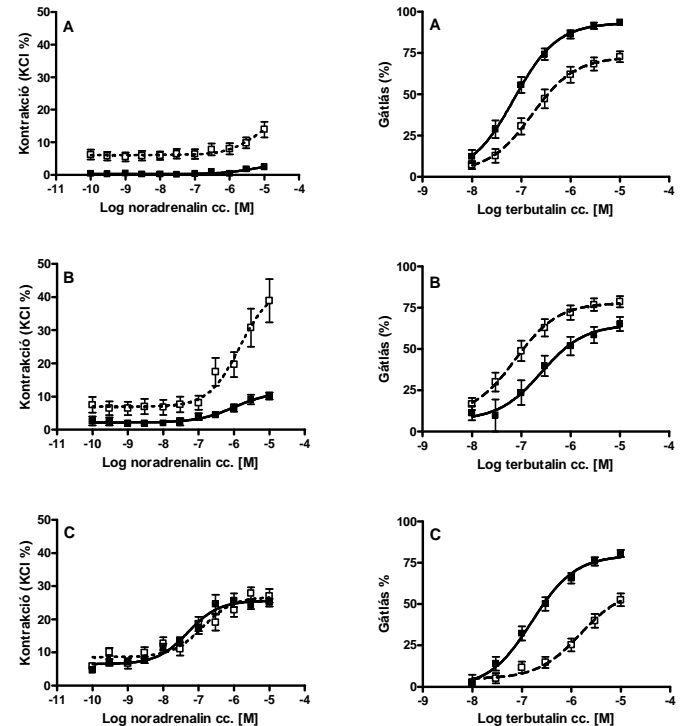 A
Kontrakció (KCl %)
50
40
30
20
10
0
-11 -10 -9 -8 -7 -6 -5 -4
Log noradrenalin cc. [M]
A
Gátlás (%)
100
75
50
25
0
-9 -8 -7 -6 -5 -4
Log terbutalin cc. [M]
B
Kontrakció (KCl %)
50
40
30
20
10
0
-11 -10 -9 -8 -7 -6 -5 -4
Log noradrenalin cc. [M]
B
Gátlás (%)
100
75
50
25
0
-9 -8 -7 -6 -5 -4
Log terbutalin cc. [M]
C
Kontrakció (KCl %)
50
40
30
20
10
0
-11 -10 -9 -8 -7 -6 -5 -4
Log noradrenalin cc. [M]
C
Gátlás %
100
75
50
25
0
-9 -8 -7 -6 -5 -4
Log terbutalin cc. [M]